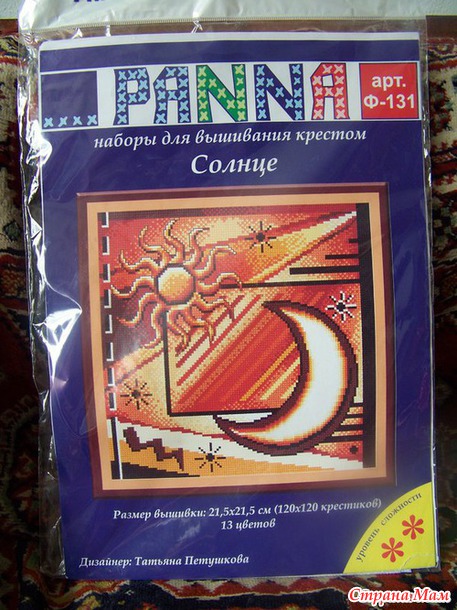 PANNA
арт.
Ф-131
наборы для вышивания крестом
Солнце
Размер вышивки: 21,5х21,5 см (120х120 крестиков)
13 цветов
уровень сложности
Дизайнер: Татьяна Петушкова
Страна Мам